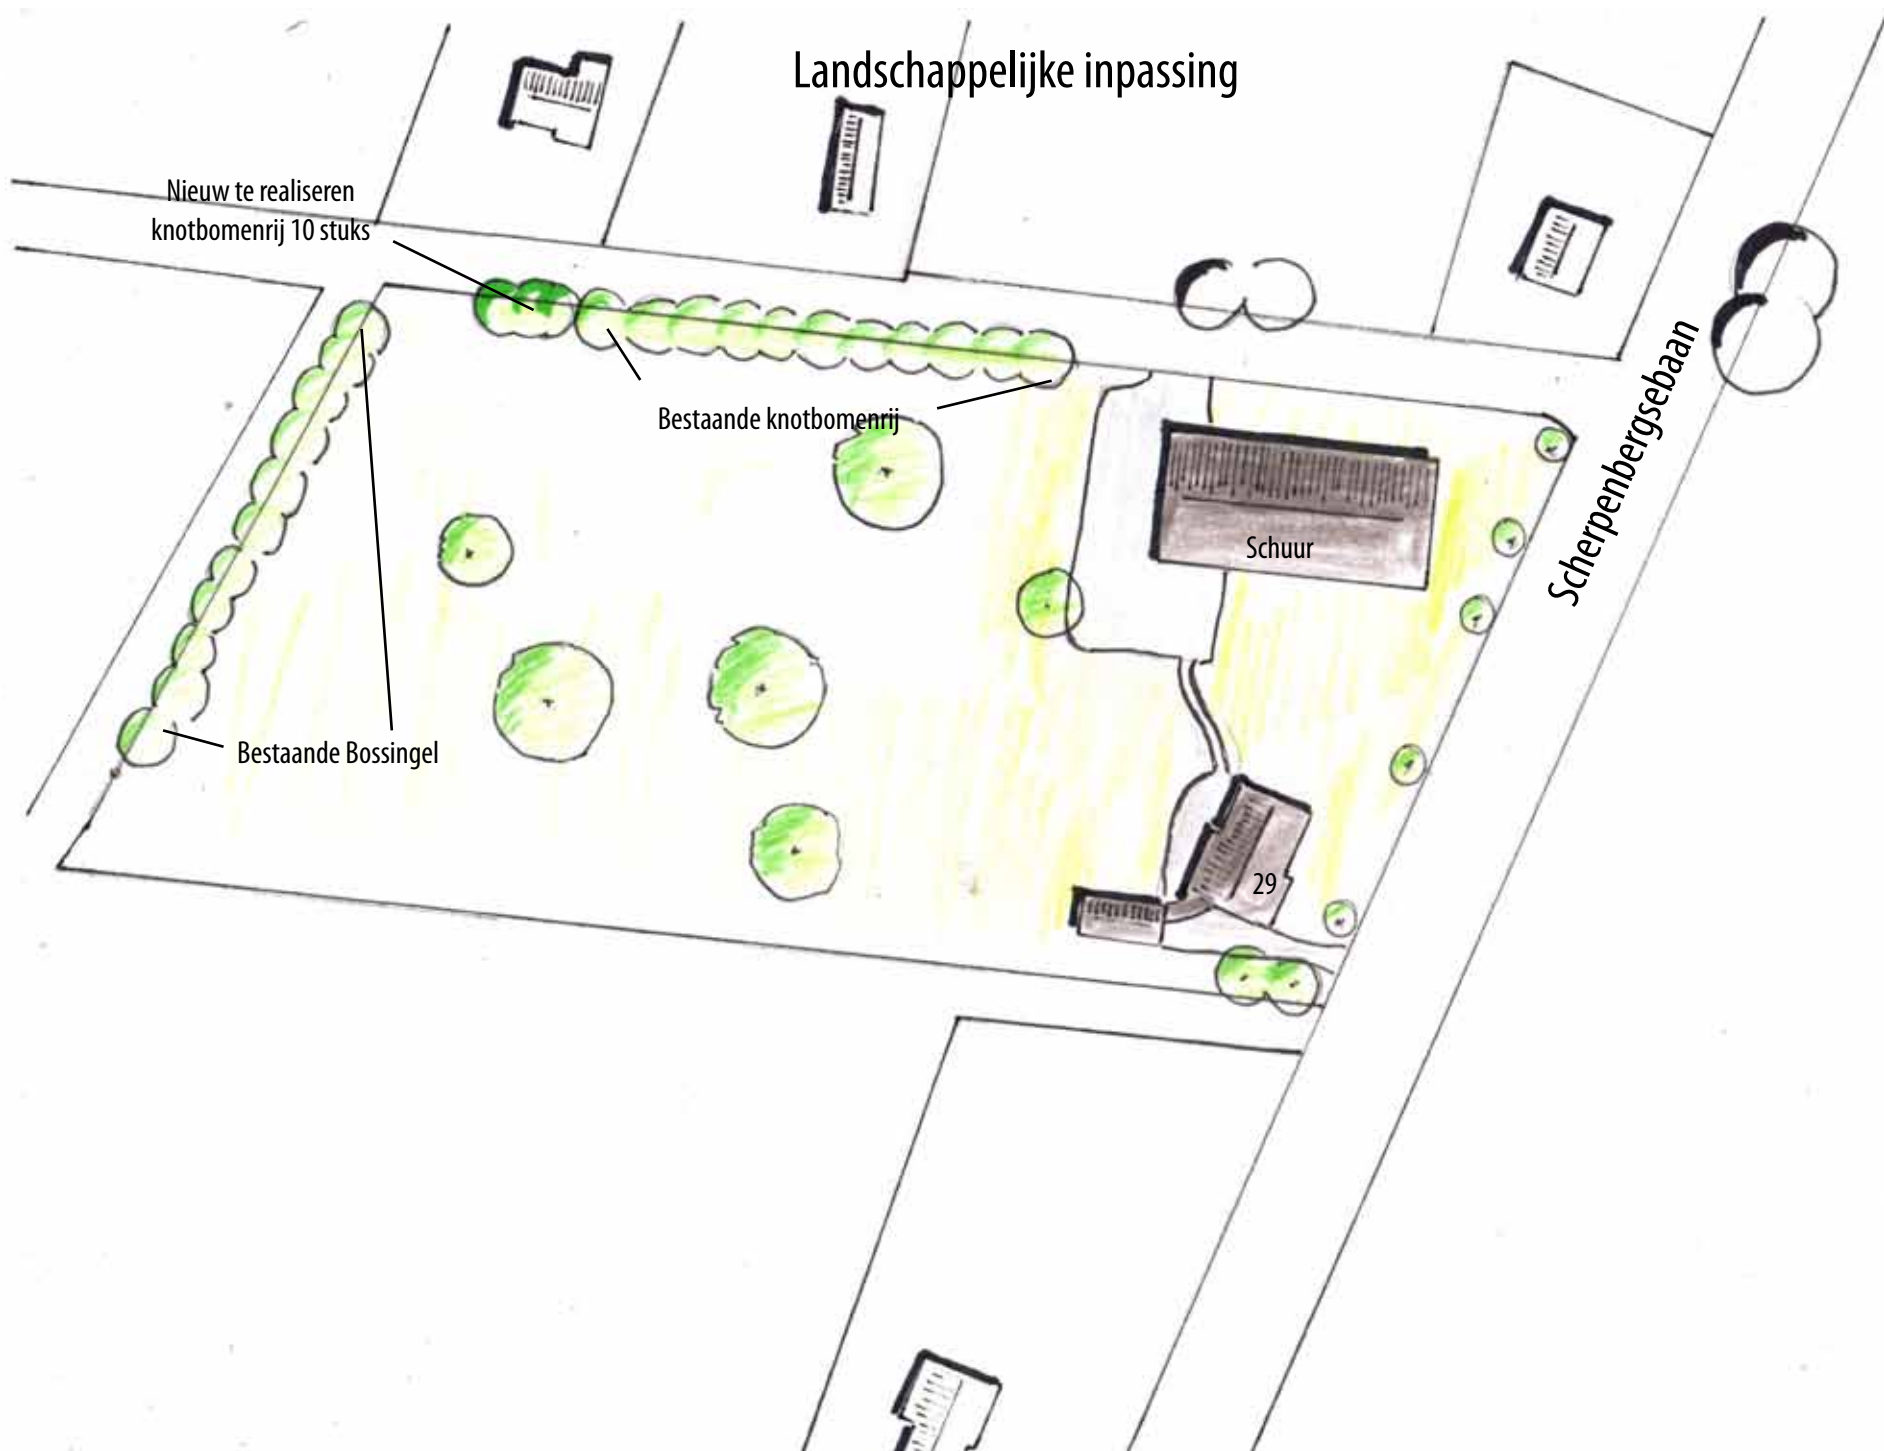 Landschappelijke inpassing
Nieuw te realiseren
knotbomenrij 10 stuks
Bestaande knotbomenrij
Scherpenbergsebaan
Schuur
Bestaande Bossingel
29